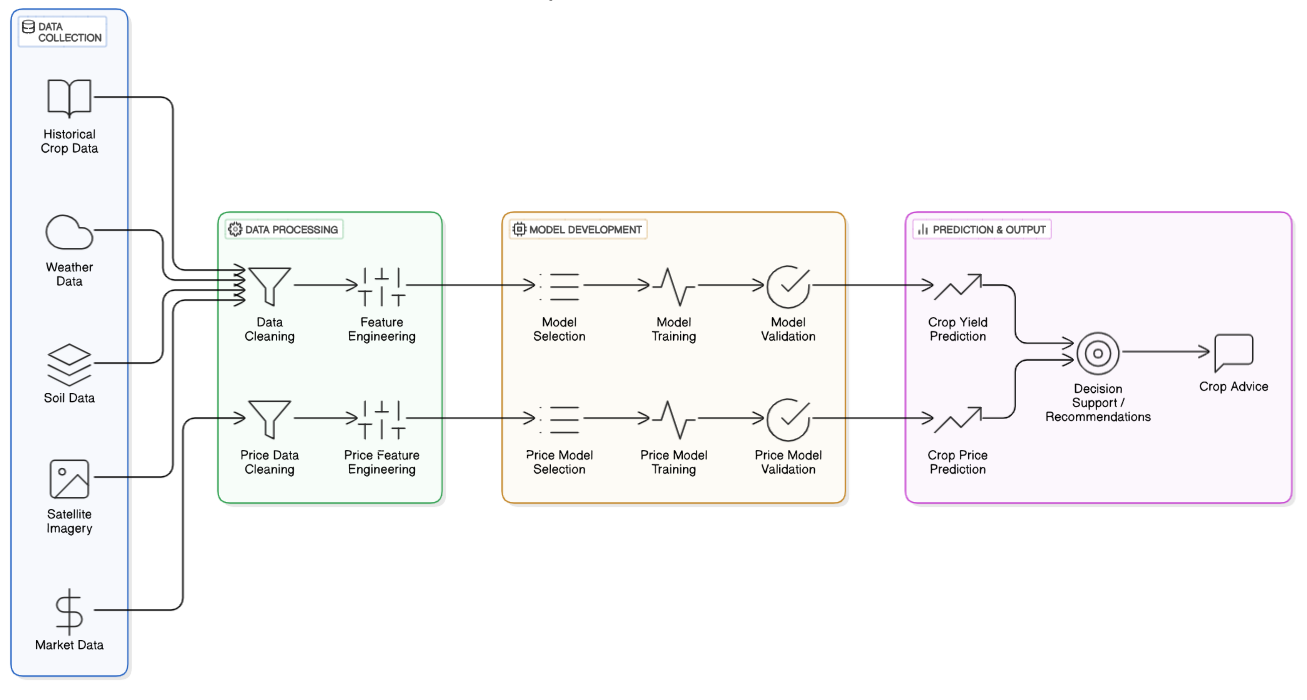 DATA
COLLECTION
Historical
Crop Data
Weather
Data
Soil Data
Satellite
Imagery
Market Data
DATA PROCESSING
Data
Cleaning
Feature
Engineering
Price Data
Cleaning
Price Feature
Engineering
MODEL DEVELOPMENT
Model
Selection
Model
Training
Model
Validation
Price Model
Selection
Price Model
Training
Price Model
Validation
PREDICTION & OUTPUT
Crop Yield
Prediction
Crop Price
Prediction
Decision
Support /
Recommendations
Crop Advice